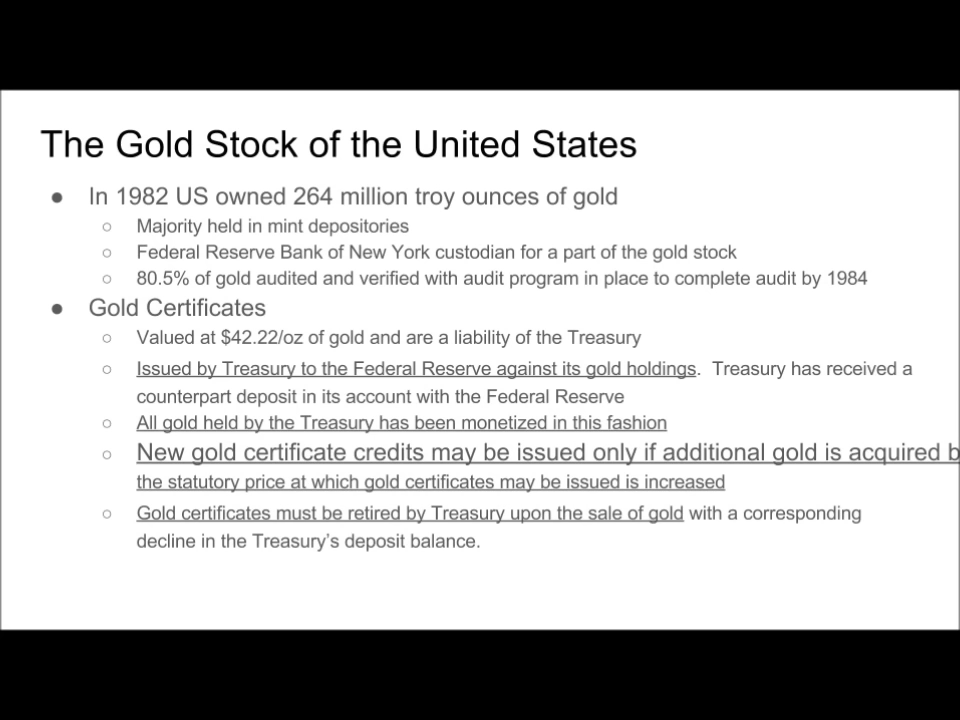 The Gold Stock of the United States
● In 1982 US owned 264 million troy ounces of gold
○ Majority held in mint depositories
○ Federal Reserve Bank of New York custodian for a part of the gold stock
○ 80.5% of gold audited and verified with audit program in place to complete audit by 1984
● Gold Certificates
○ Valued at $42.22/oz of gold and are a liability of the Treasury
○ Issued by Treasury to the Federal Reserve against its gold holdings. Treasury has received a
counterpart deposit in its account with the Federal Reserve
○ All gold held by the Treasury has been monetized in this fashion
○ New gold certificate credits may be issued only if additional gold is acquired
the statutory price at which gold certificates may be issued is increased
○ Gold certificates must be retired by Treasury upon the sale of gold with a corresponding
decline in the Treasury's deposit balance.